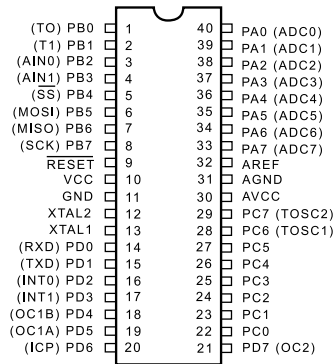 (TO) PB0 1 40 PA0 (ADC0)
(T1) PB1 2 39 PA1 (ADC1)
(AIN0) PB2 3 38 PA2 (ADC2)
(AIN1) PB3 4 37 PA3 (ADC3)
(SS) PB4 5 36 PA4 (ADC4)
(MOSI) PB5 6 35 PA5 (ADC5)
(MISO) PB6 7 34 PA6 (ADC6)
(SCK) PB7 8 33 PA7 (ADC7)
RESET 9 32 AREF
VCC 10 31 AGND
GND 11 30 AVCC
XTAL2 12 29 PC7 (TOSC2)
XTAL1 13 28 PC6 (TOSC1)
(RXD) PD0 14 27 PC5
(TXD) PD1 15 26 PC4
(INT0) PD2 16 25 PC3
(INT1) PD3 17 24 PC2
(OC1B) PD4 18 23 PC1
(OC1A) PD5 19 22 PC0
(ICP) PD6 20 21 PD7 (OC2)